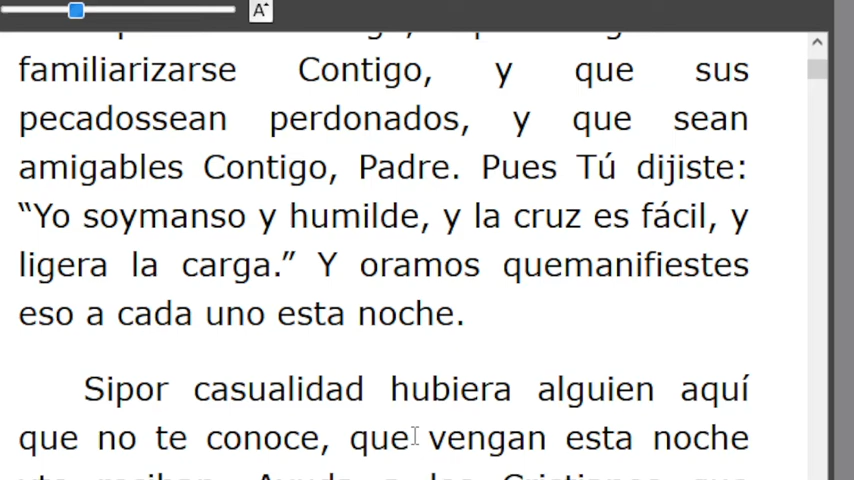 A
familiarizarse Contigo, y que sus
pecadossean perdonados, y que sean
amigables Contigo, Padre. Pues Tú dijiste:
“Yo soymanso y humilde, y la cruz es fácil, y
ligera la carga.” Y oramos quemanifiestes
eso a cada uno esta noche.
Sipor casualidad hubiera alguien aquí
que no te conoce, que vengan esta noche